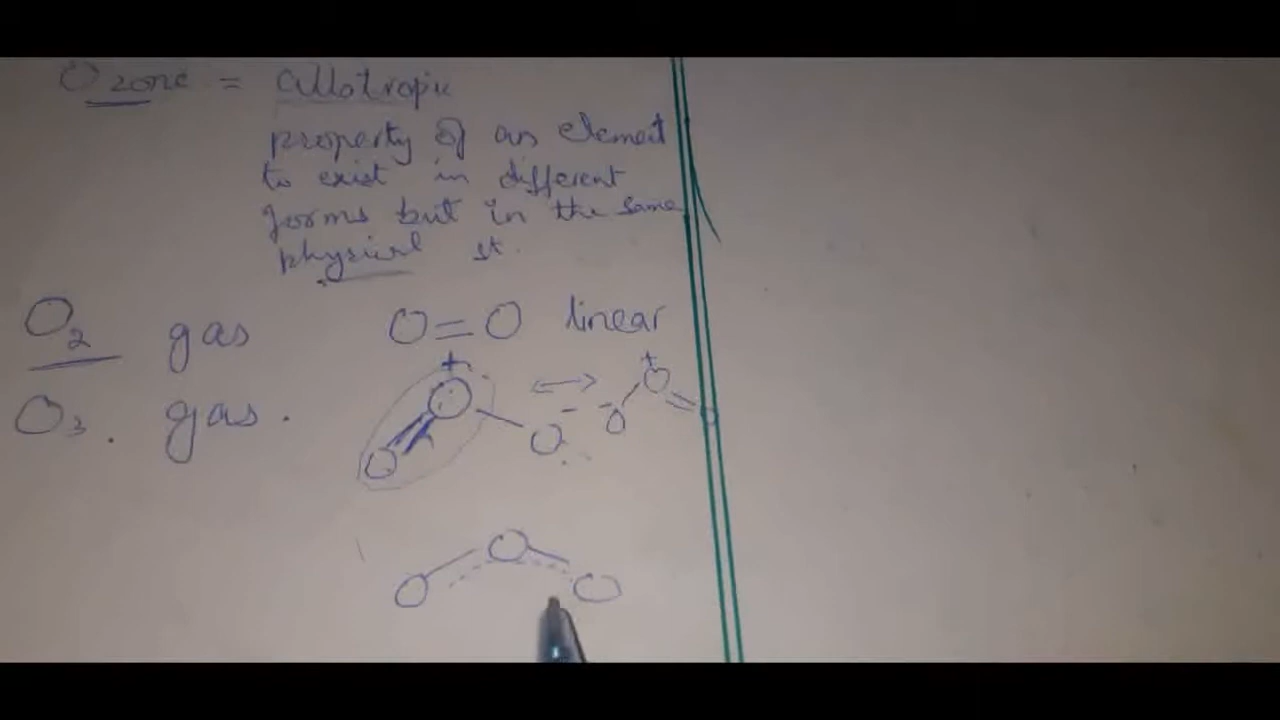 Ozone = allotropic
property of an element
to exist in different
forms but in the same
physical st
O₂ gas O=O linear
O₃. gas.
+ +
O O O - ↔ - O O O
O O O